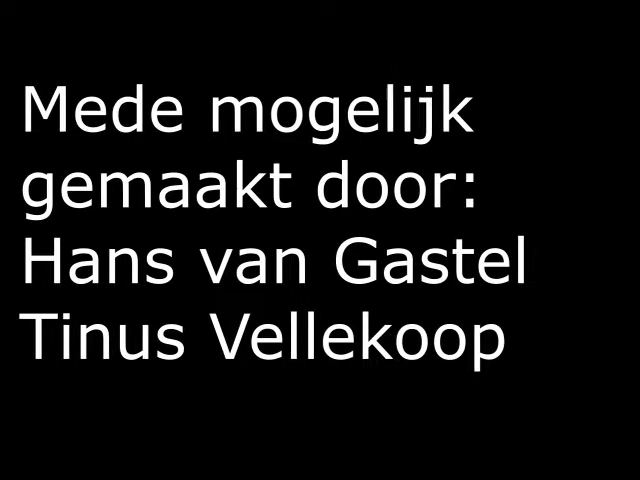 Mede mogelijk
gemaakt door:
Hans van Gastel
Tinus Vellekoop